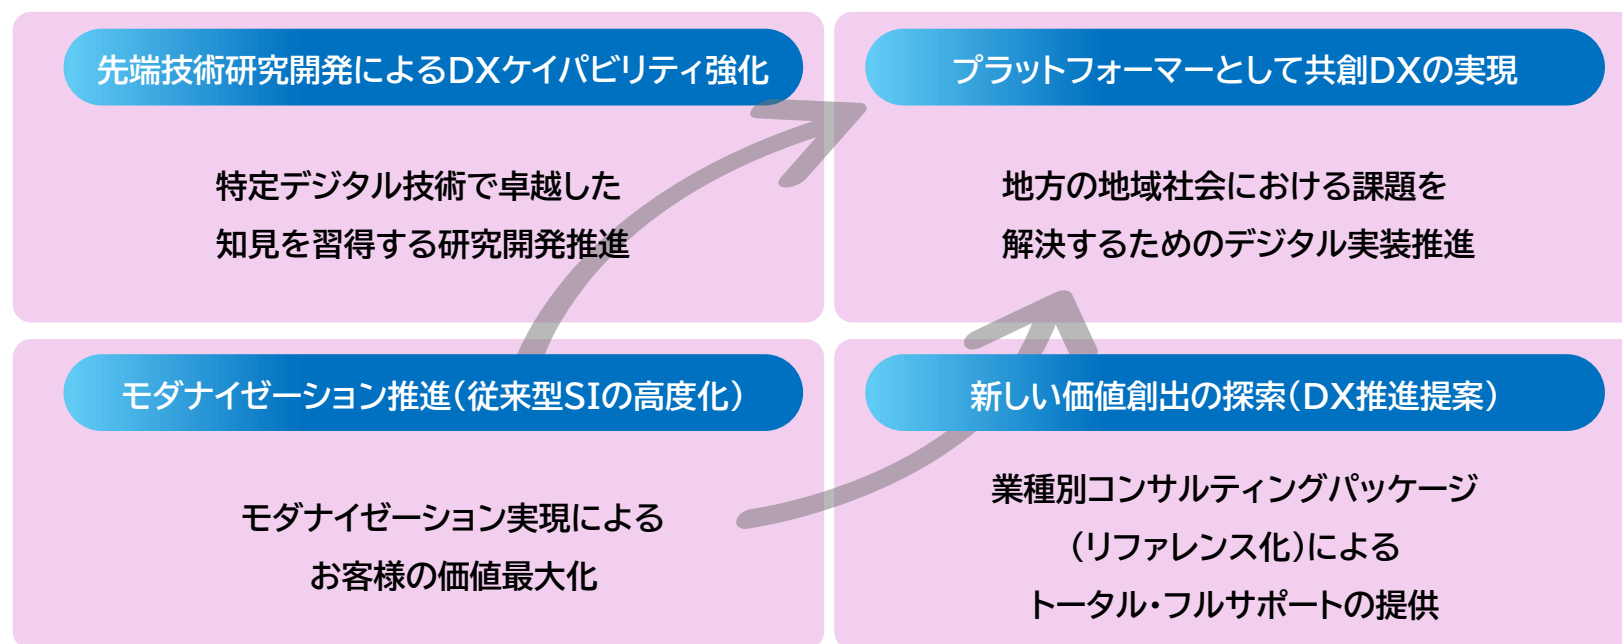 先端技術研究開発によるDXケイパビリティ強化
特定デジタル技術で卓越した
知見を習得する研究開発推進
プラットフォーマーとして共創DXの実現
地方の地域社会における課題を
解決するためのデジタル実装推進
モダナイゼーション推進（従来型SIの高度化）
モダナイゼーション実現による
お客様の価値最大化
新しい価値創出の探索（DX推進提案）
業種別コンサルティングパッケージ
（リファレンス化）による
トータル・フルサポートの提供